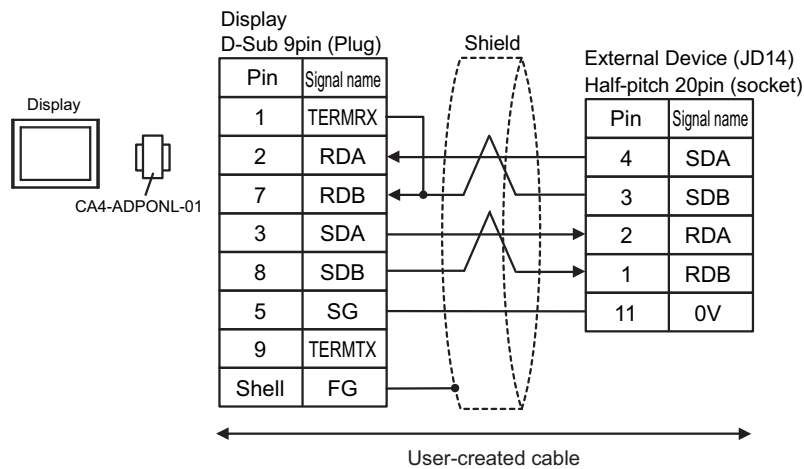 Display
D-Sub 9pin (Plug)
Shield
External Device (JD14)
Half-pitch 20pin (socket)
Display
CA4-ADPONL-01
Pin Signal name
1 TERMRX
2 RDA
7 RDB
3 SDA
8 SDB
5 SG
9 TERMTX
Shell FG
Pin Signal name
4 SDA
3 SDB
2 RDA
1 RDB
11 0V
User-created cable